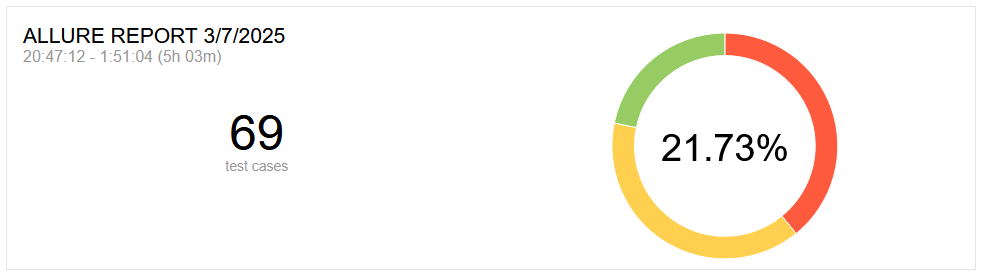 ALLURE REPORT 3/7/2025
20:47:12 - 1:51:04 (5h 03m)
69
test cases
21.73%